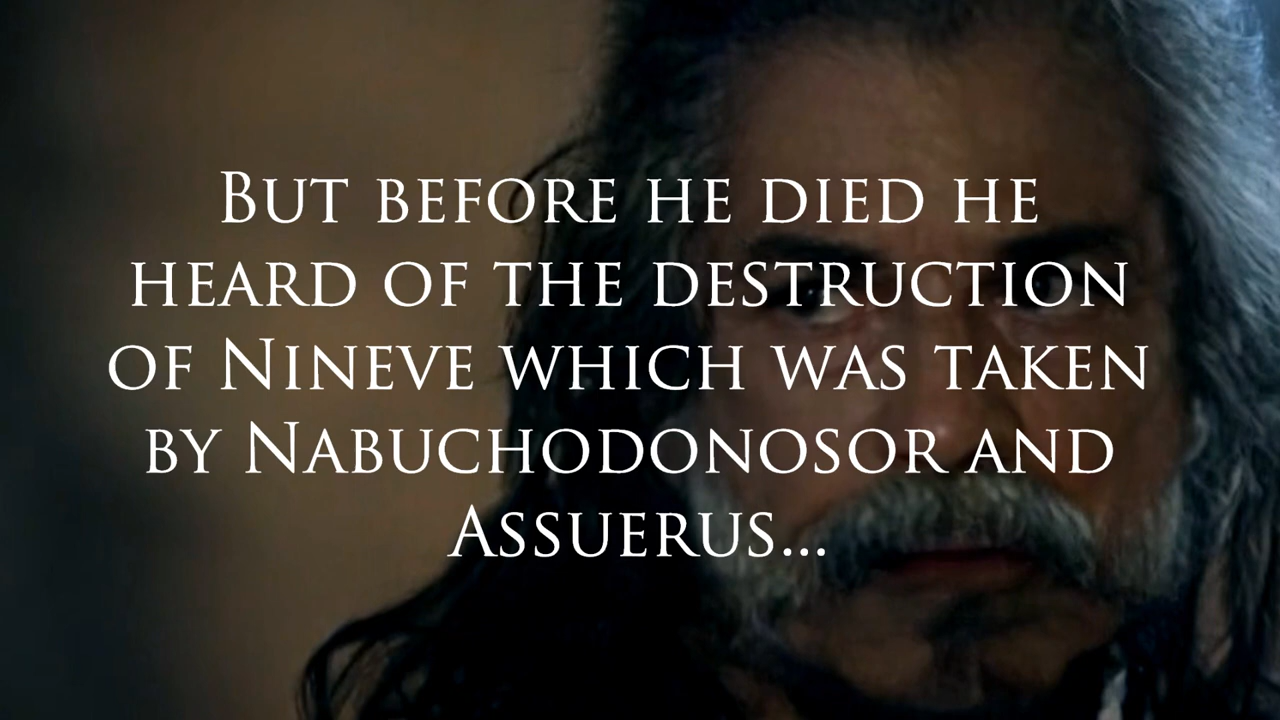 But before he died he
heard of the destruction
of Nineve which was taken
by Nabuchodonosor and
Assuerus...